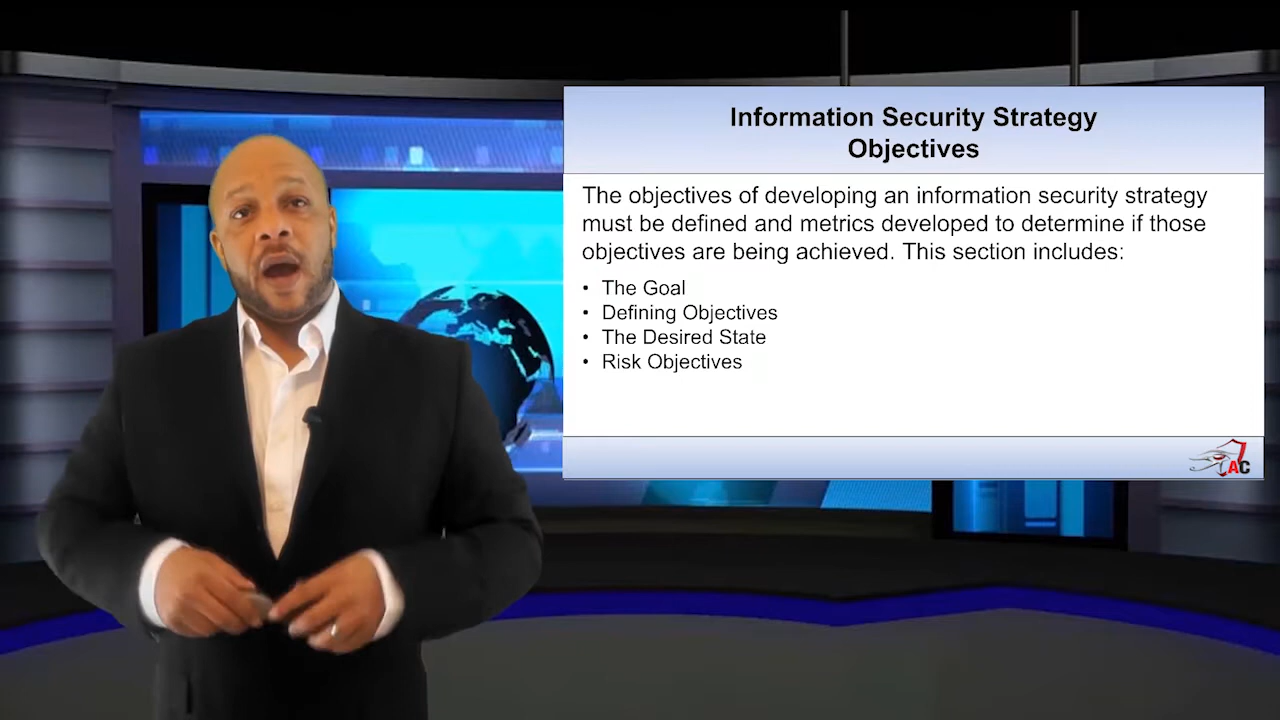 Information Security Strategy
Objectives
The objectives of developing an information security strategy
must be defined and metrics developed to determine if those
objectives are being achieved. This section includes:
• The Goal
• Defining Objectives
• The Desired State
• Risk Objectives
AC